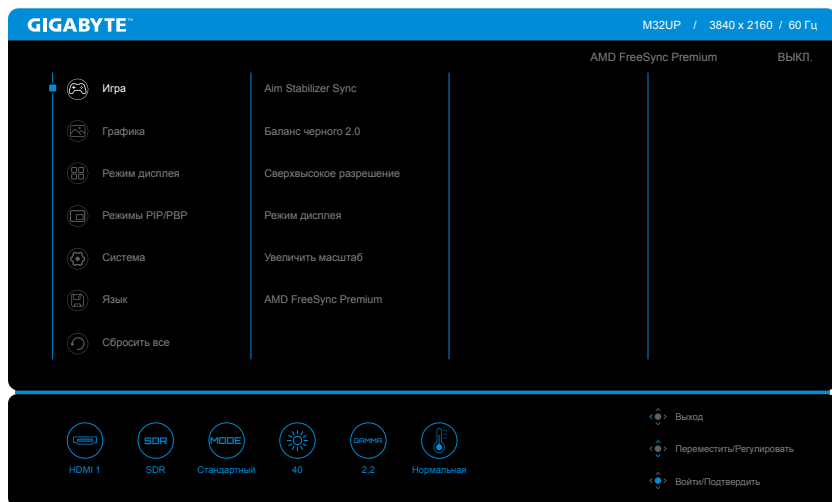 GIGABYTE™
M32UP / 3840 x 2160 / 60 Гц
AMD FreeSync Premium ВЫКЛ.
Игра
Графика
Режим дисплея
Режимы PIP/PBP
Система
Язык
Сбросить все
Aim Stabilizer Sync
Баланс черного 2.0
Сверхвысокое разрешение
Режим дисплея
Увеличить масштаб
AMD FreeSync Premium
SDR
MODE
GAMMA
HDMI 1
SDR
Стандартный
40
2,2
Нормальная
Выход
Переместить/Регулировать
Войти/Подтвердить